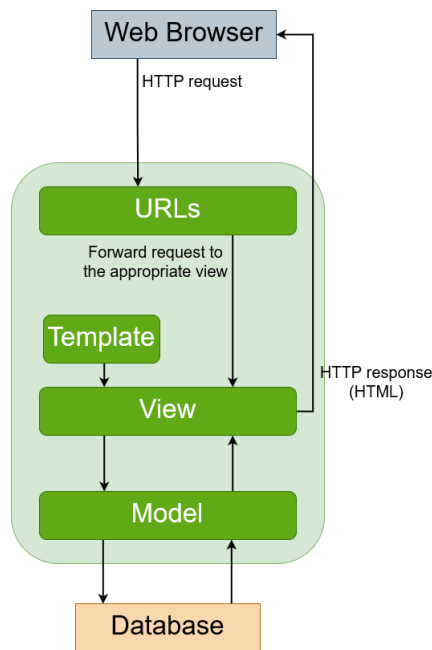 Web Browser
HTTP request
URLs
Forward request to
the appropriate view
Template
HTTP response
(HTML)
View
Model
Database